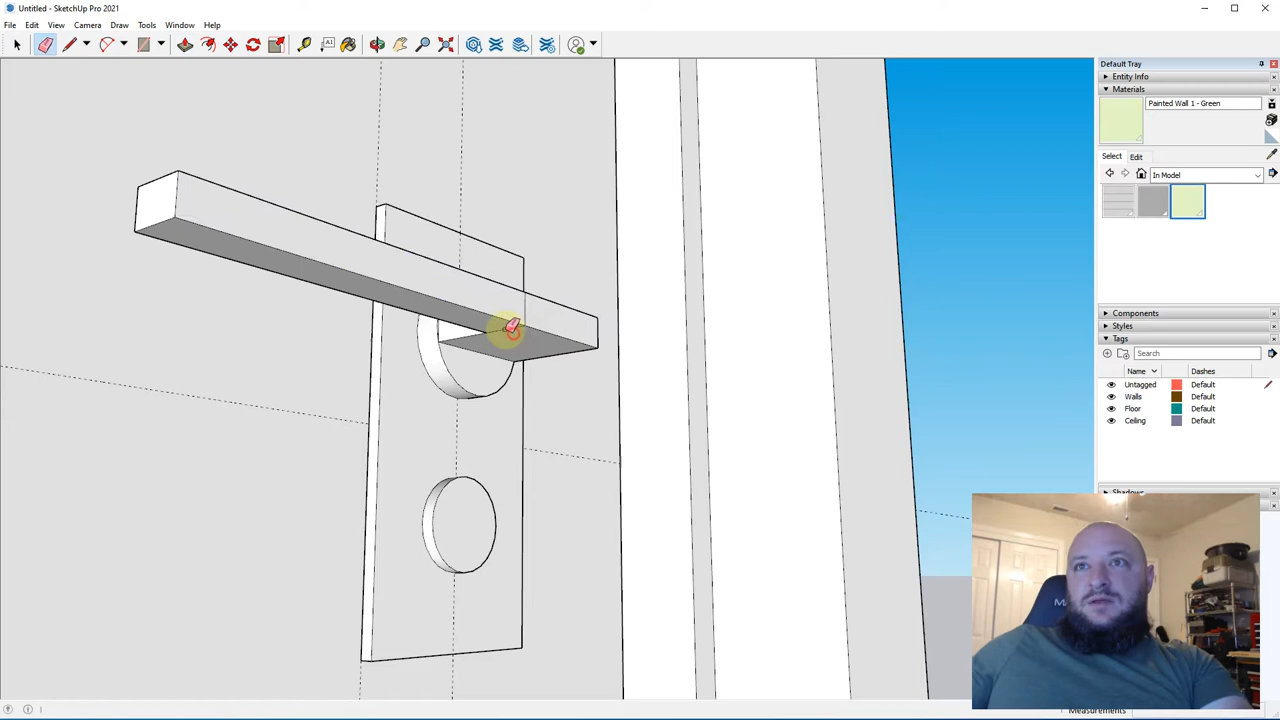 Untitled - SketchUp Pro 2021
File Edit View Camera Draw Tools Window Help
Default Tray
Entity Info
Materials
Painted Wall 1 - Green
Select Edit
In Model
Components
Styles
Tags
Search
Name Dashes
Untagged Default
Walls Default
Floor Default
Ceiling Default
Shadows
Measurements